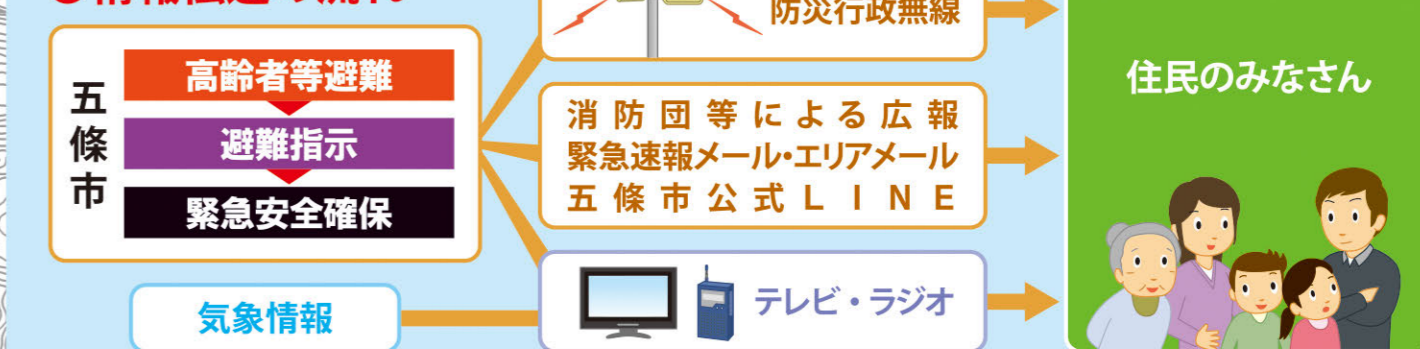 防災行政無線
五條市
高齢者等避難
避難指示
緊急安全確保
消防団等による広報
緊急速報メール・エリアメール
五條市公式LINE
住民のみなさん
気象情報
テレビ・ラジオ